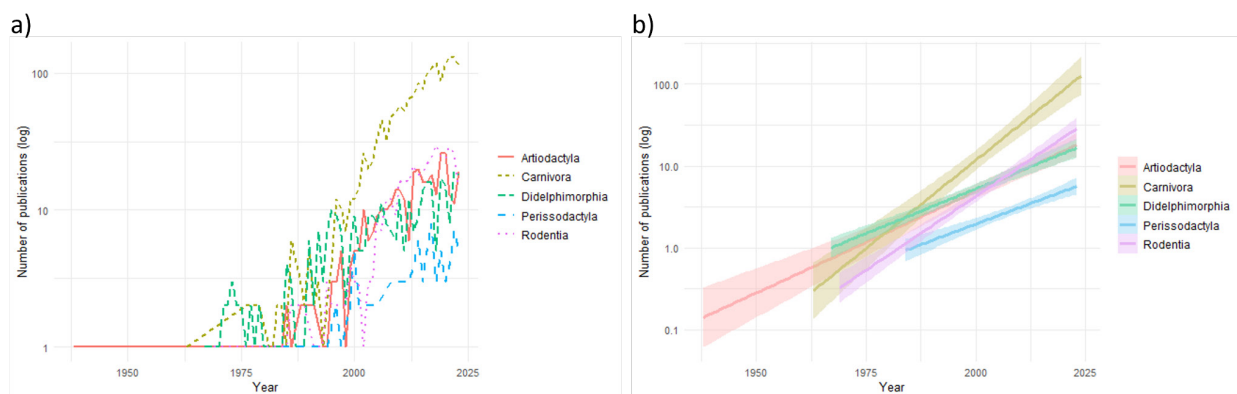 a)
Number of publications (log)
100
10
1
1950
1975
2000
2025
Year
Artiodactyla
Carnivora
Didelphimorphia
Perissodactyla
Rodentia
b)
Number of publications (log)
100.0
10.0
1.0
0.1
1950
1975
2000
2025
Year
Artiodactyla
Carnivora
Didelphimorphia
Perissodactyla
Rodentia